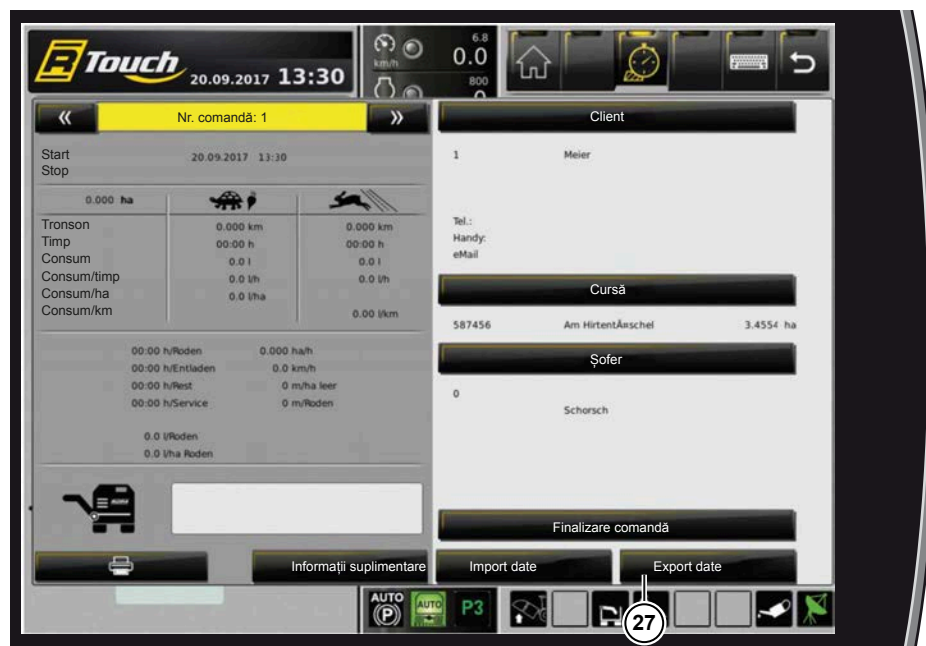 R Touch
20.09.2017 13:30
km/h
6.8
0.0
800
Nr. comandă: 1
Start 20.09.2017 13:30
Stop
0.000 ha
Tronson 0.000 km 0.000 km
Timp 00:00 h 00:00 h
Consum 0.0 l 0.0 l
Consum/timp 0.0 l/h 0.0 l/h
Consum/ha 0.0 l/ha
Consum/km 0.00 l/km
00:00 h/Roden 0.000 ha/h
00:00 h/Entladen 0.0 km/h
00:00 h/Rest 0 m/ha leer
00:00 h/Service 0 m/Roden
0.0 l/Roden
0.0 l/ha Roden
Informații suplimentare
Client
1 Meier
Tel.:
Handy:
eMail
Cursă
587456 Am HirtentÃ¤schel 3.4554 ha
Șofer
0
Schorsch
Finalizare comandă
Import date
Export date
AUTO
(P)
AUTO
P3
27